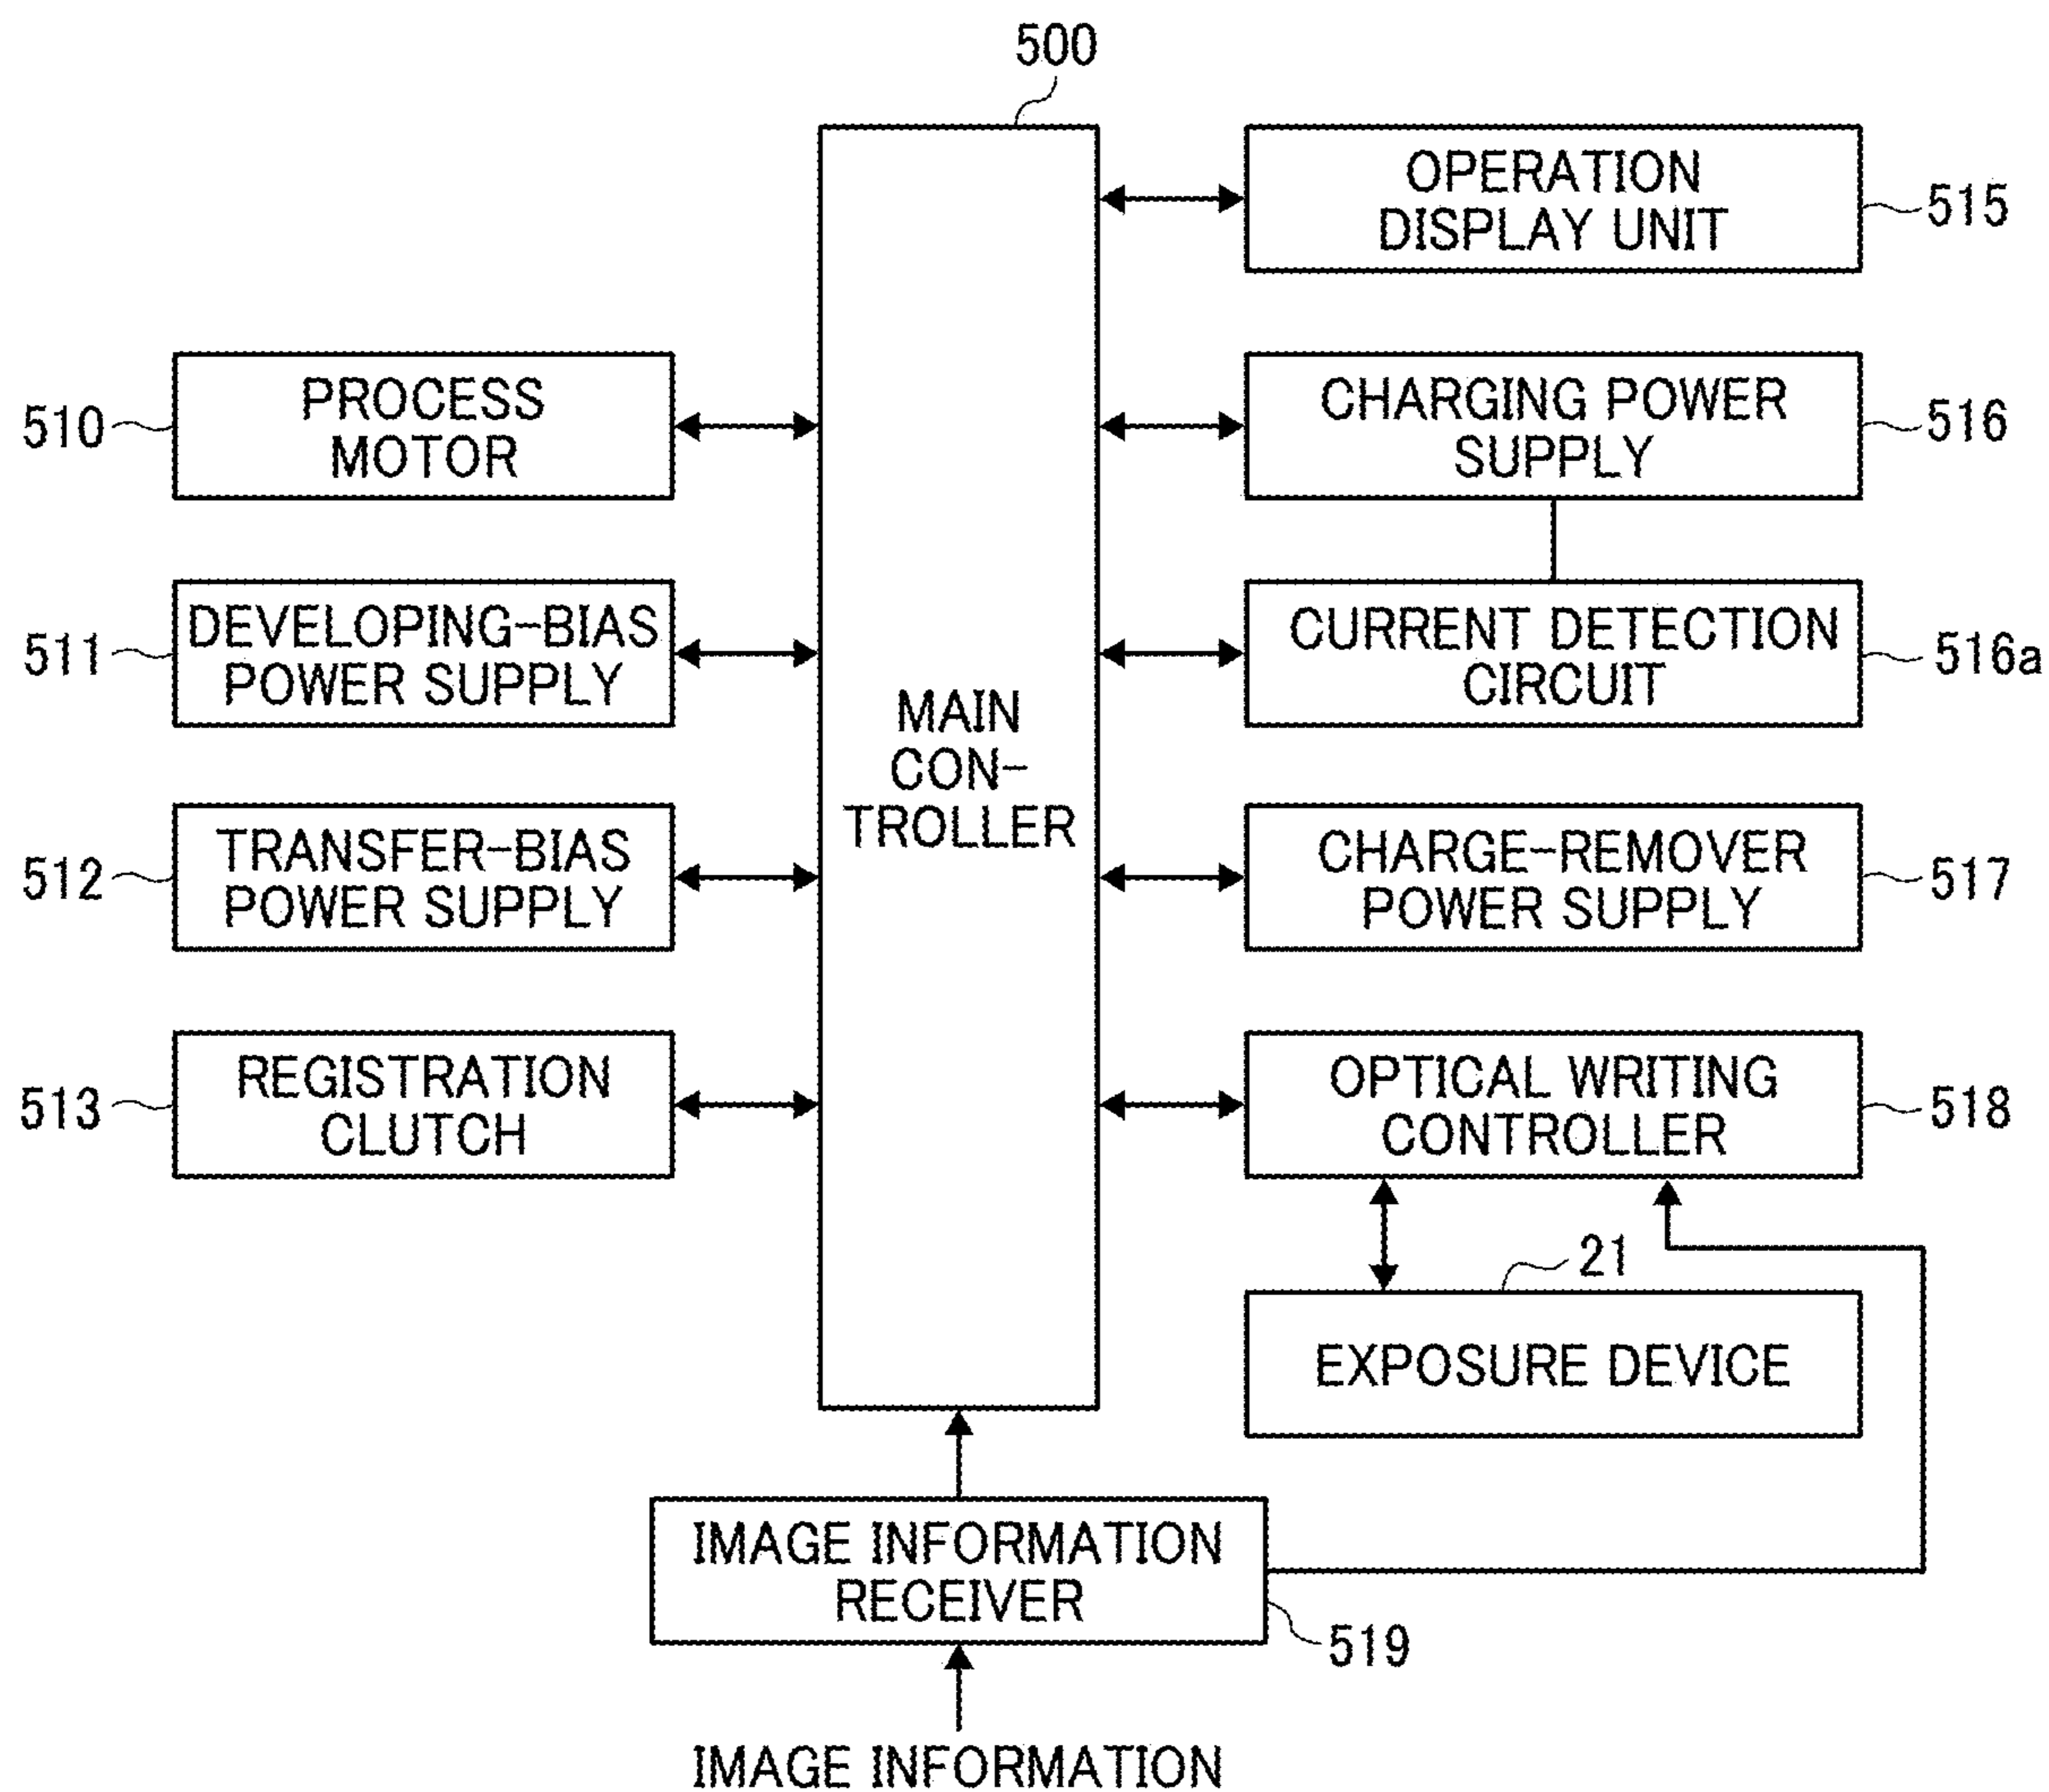 500
OPERATION
DISPLAY UNIT
515
PROCESS
MOTOR
510
CHARGING POWER
SUPPLY
516
DEVELOPING-BIAS
POWER SUPPLY
511
CURRENT DETECTION
CIRCUIT
516a
MAIN
CON-
TROLLER
TRANSFER-BIAS
POWER SUPPLY
512
CHARGE-REMOVER
POWER SUPPLY
517
REGISTRATION
CLUTCH
513
OPTICAL WRITING
CONTROLLER
518
21
EXPOSURE DEVICE
IMAGE INFORMATION
RECEIVER
519
IMAGE INFORMATION